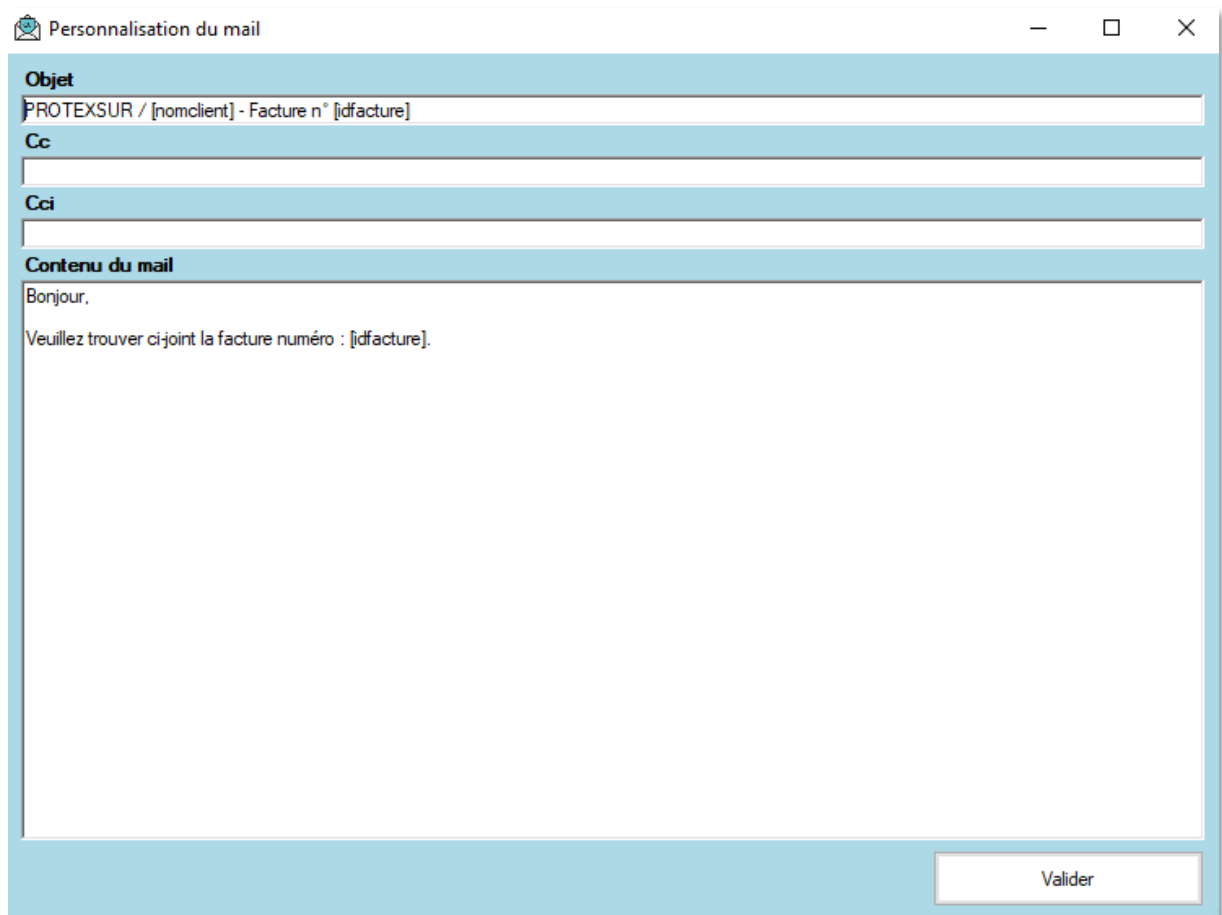 Personnalisation du mail
Objet
PROTEXSUR / [nomclient] - Facture n° [idfacture]
Cc
Cci
Contenu du mail
Bonjour,
Veuillez trouver ci-joint la facture numéro : [idfacture].
Valider